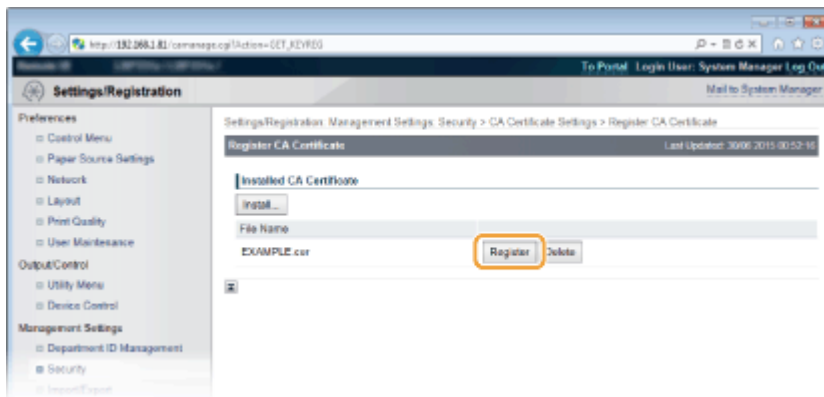 http://192.168.1.81/camanage.cgi?Action=GET_KEYREG
To Portal Login User: System Manager Log Ou
Settings/Registration
Mail to System Manager
Preferences
Settings/Registration: Management Settings: Security > CA Certificate Settings > Register CA Certificate
Control Menu
Register CA Certificate
Last Updated: 30/06 2015 00:52:16
Paper Source Settings
Network
Installed CA Certificate
Layout
Install...
Print Quality
File Name
User Maintenance
EXAMPLE.cer
Register
Delete
Output/Control
Utility Menu
Device Control
Management Settings
Department ID Management
Security
Import/Export